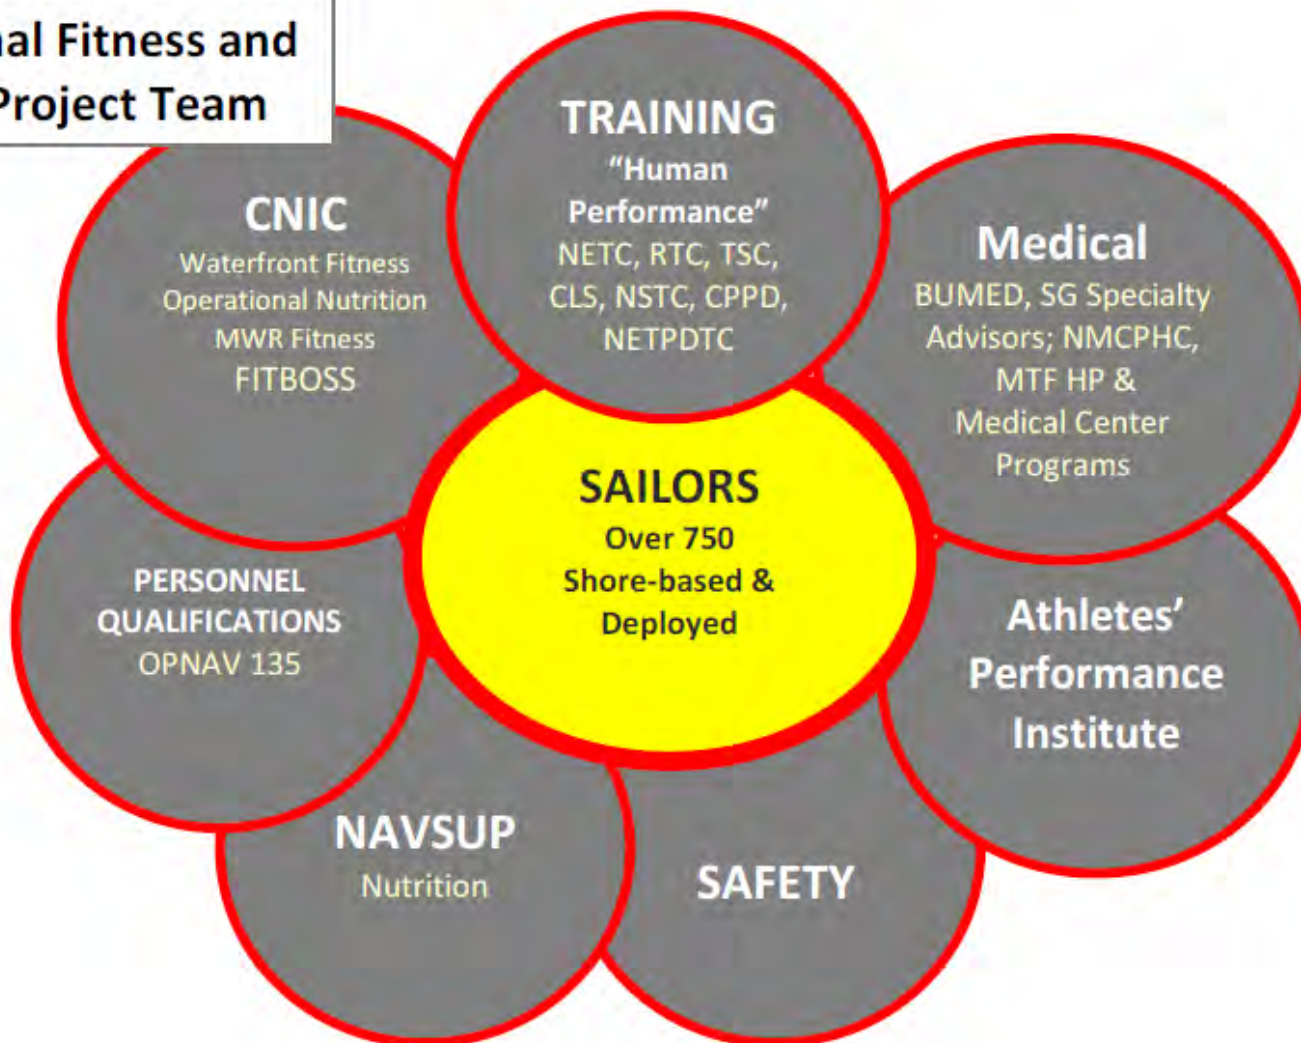 nal Fitness and
Project Team
TRAINING
“Human
Performance”
NETC, RTC, TSC,
CLS, NSTC, CPPD,
NETPDTC
CNIC
Waterfront Fitness
Operational Nutrition
MWR Fitness
FITBOSS
Medical
BUMED, SG Specialty
Advisors; NMCPHC,
MTF HP &
Medical Center
Programs
SAILORS
Over 750
Shore-based &
Deployed
PERSONNEL
QUALIFICATIONS
OPNAV 135
Athletes’
Performance
Institute
NAVSUP
Nutrition
SAFETY